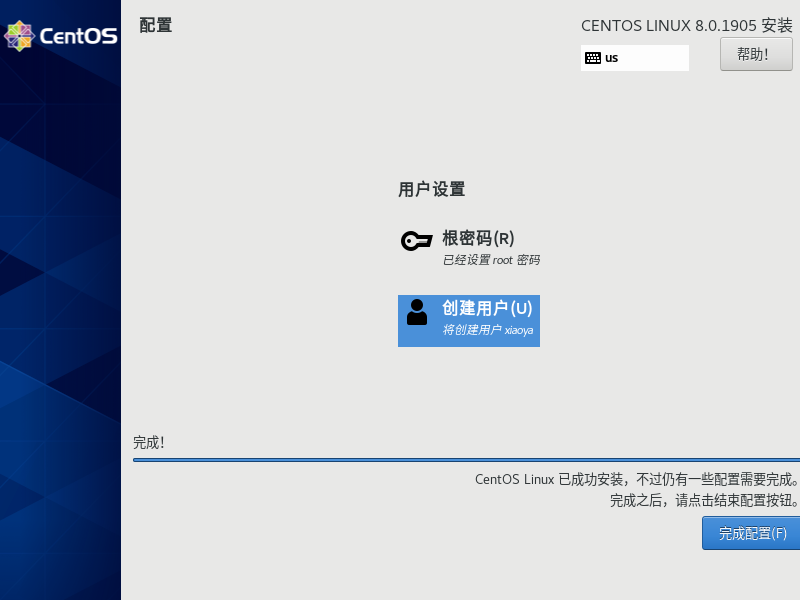 CentOS
配置
CENTOS LINUX 8.0.1905 安装
us
帮助!
用户设置
根密码(R)
已经设置 root 密码
创建用户(U)
将创建用户 xiaoya
完成!
CentOS Linux 已成功安装，不过仍有一些配置需要完成。
完成之后，请点击结束配置按钮。
完成配置(F)